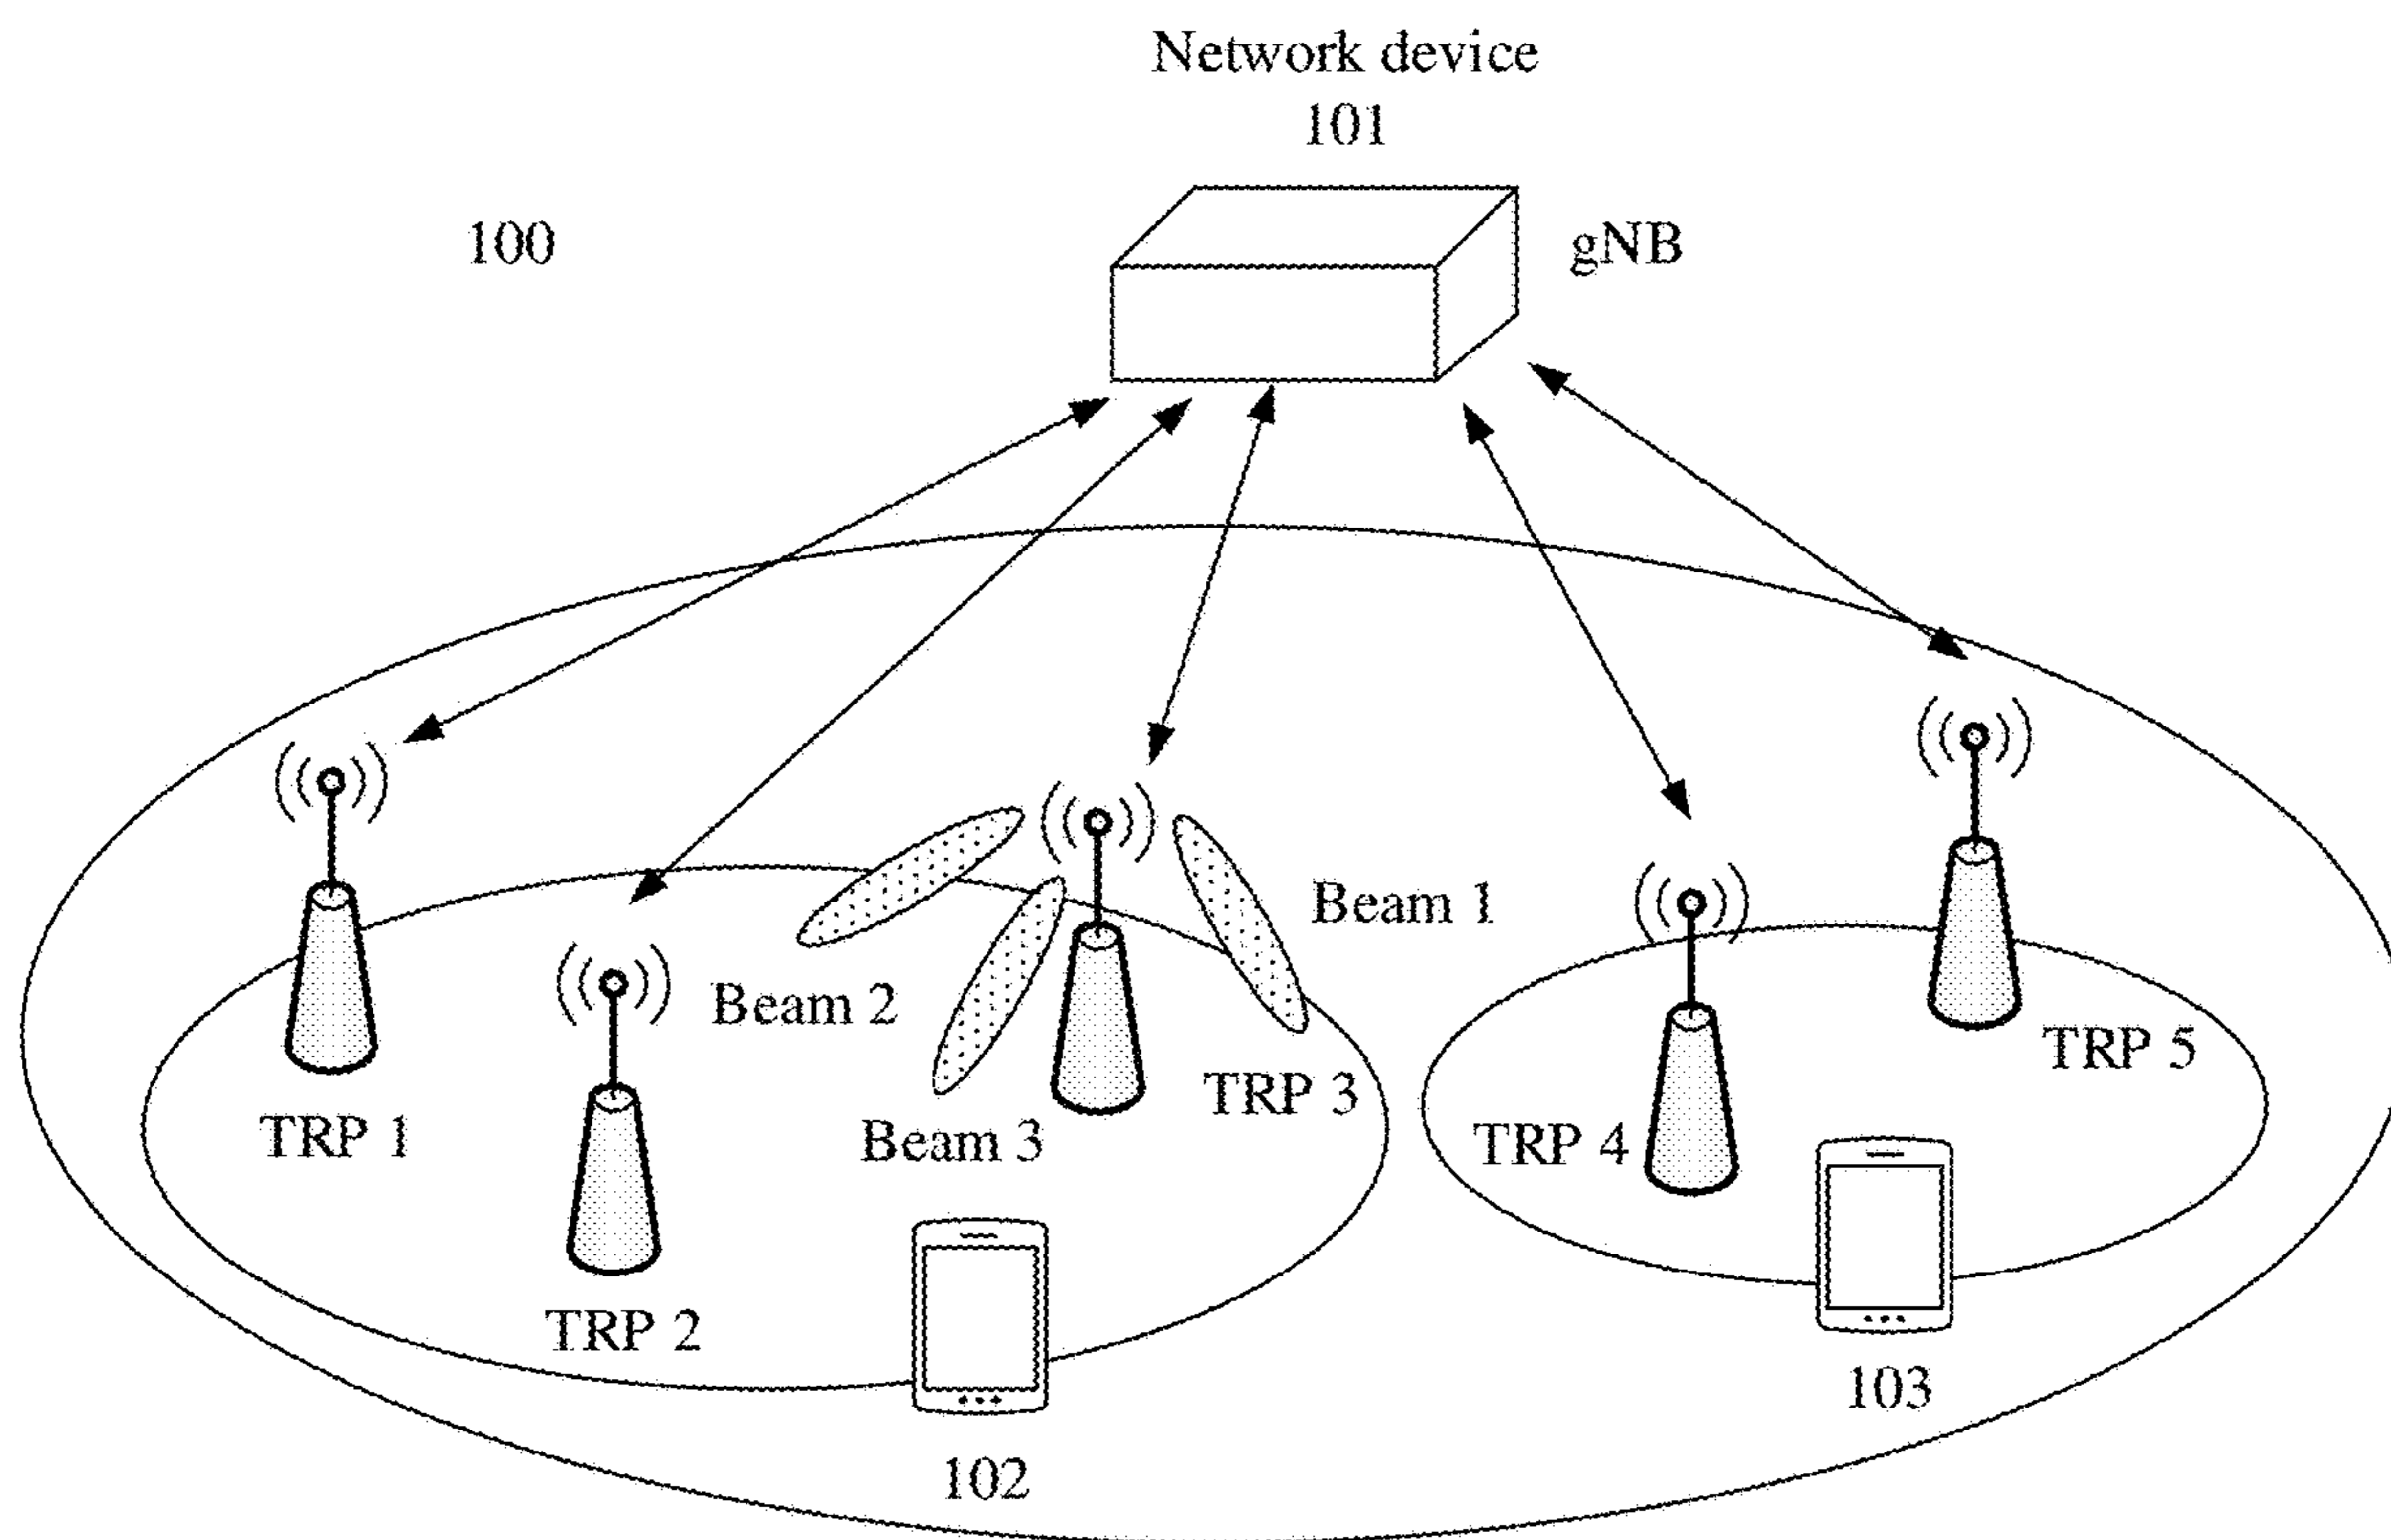 Network device
101
100
gNB
Beam 1
Beam 2
TRP 5
TRP 3
TRP 1
Beam 3
TRP 4
TRP 2
103
102